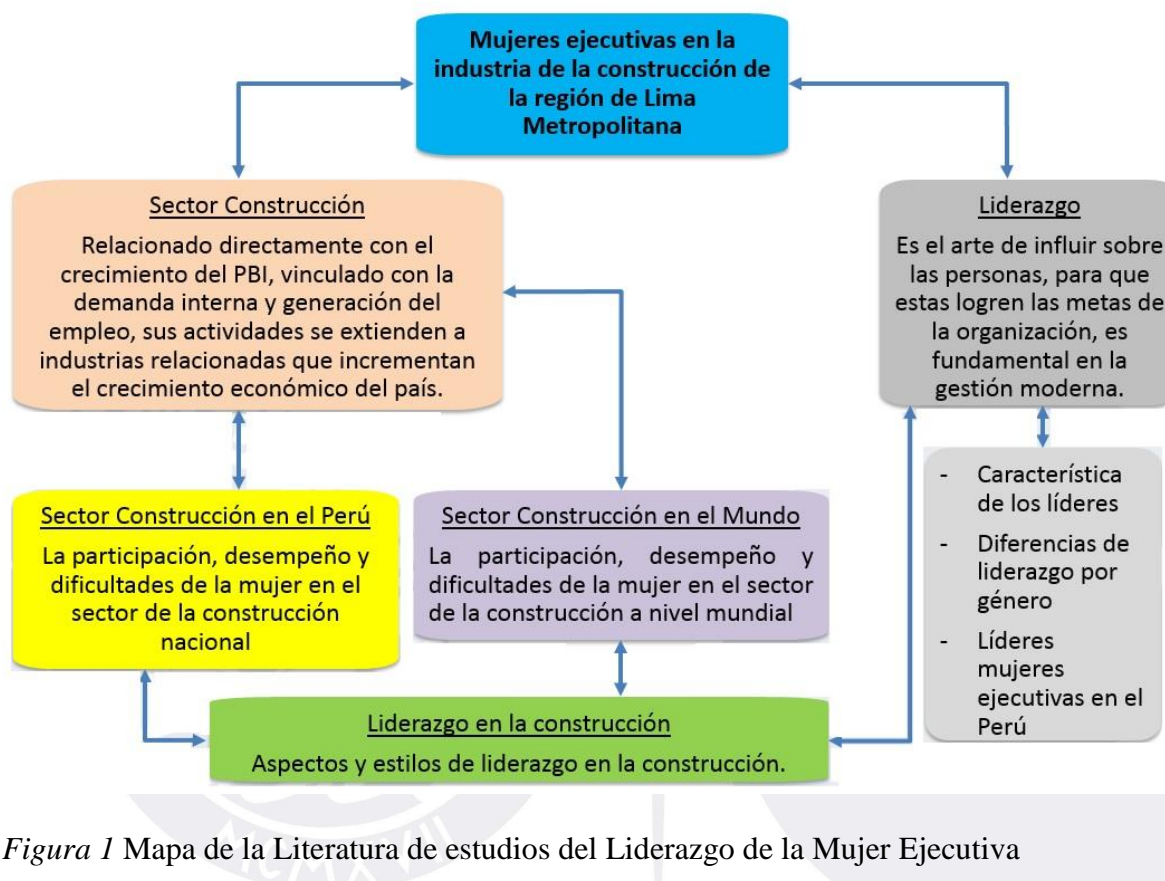 Mujeres ejecutivas en la
industria de la construcción de
la región de Lima
Metropolitana
Sector Construcción
Relacionado directamente con el
crecimiento del PBI, vinculado con la
demanda interna y generación del
empleo, sus actividades se extienden a
industrias relacionadas que incrementan
el crecimiento económico del país.
Liderazgo
Es el arte de influir sobre
las personas, para que
estas logren las metas de
la organización, es
fundamental en la
gestión moderna.
Sector Construcción en el Perú
La participación, desempeño y
dificultades de la mujer en el
sector de la construcción
nacional
Sector Construcción en el Mundo
La participación, desempeño y
dificultades de la mujer en el sector
de la construcción a nivel mundial
- Característica
de los líderes
- Diferencias de
liderazgo por
género
- Líderes
mujeres
ejecutivas en el
Perú
Liderazgo en la construcción
Aspectos y estilos de liderazgo en la construcción.
MCMXVII
Figura 1 Mapa de la Literatura de estudios del Liderazgo de la Mujer Ejecutiva